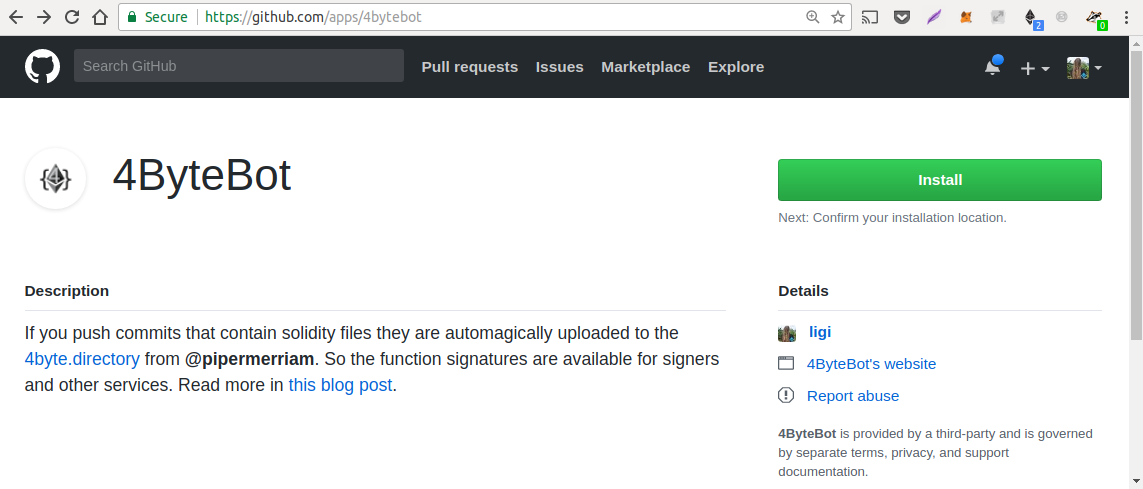 Secure https://github.com/apps/4bytebot
2
0
Search GitHub
Pull requests Issues Marketplace Explore
{ }
4ByteBot
Install
Next: Confirm your installation location.
Description
If you push commits that contain solidity files they are automagically uploaded to the
4byte.directory from @pipermerriam. So the function signatures are available for signers
and other services. Read more in this blog post.
Details
ligi
4ByteBot's website
Report abuse
4ByteBot is provided by a third-party and is governed
by separate terms, privacy, and support
documentation.